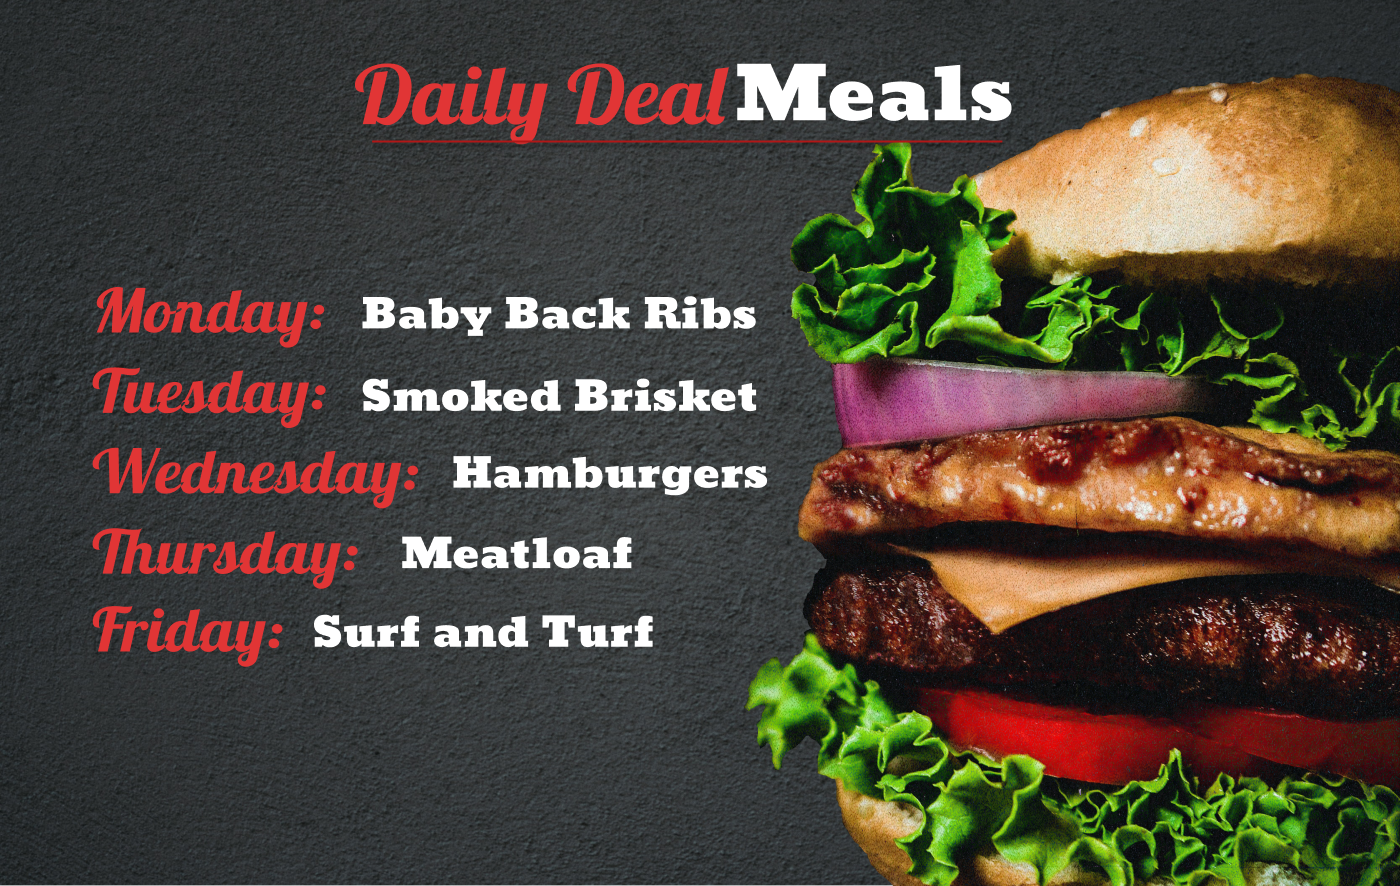 Daily Deal Meals
Monday: Baby Back Ribs
Tuesday: Smoked Brisket
Wednesday: Hamburgers
Thursday: Meatloaf
Friday: Surf and Turf